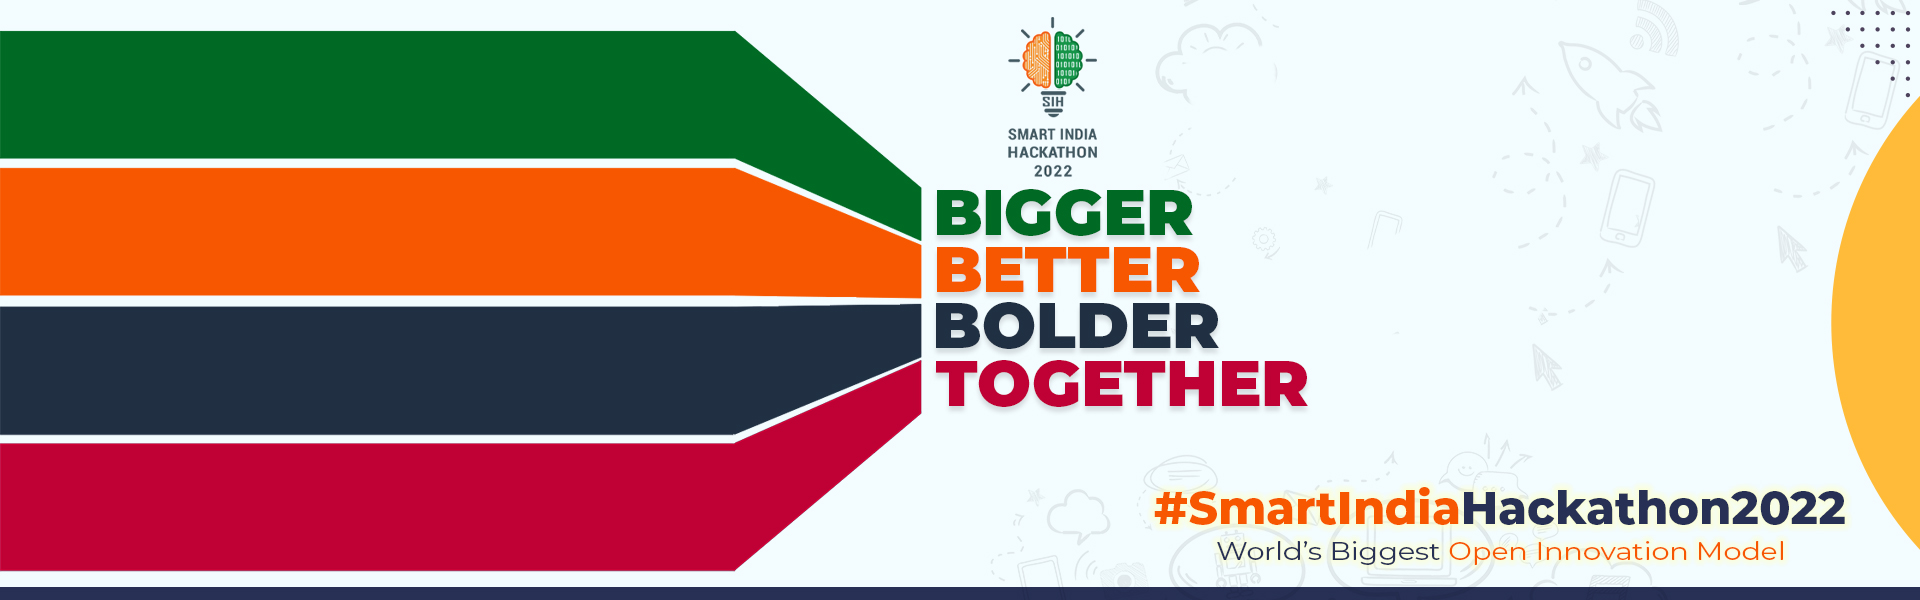 SIH
SMART INDIA
HACKATHON
2022
BIGGER
BETTER
BOLDER
TOGETHER
#SmartIndiaHackathon2022
World's Biggest Open Innovation Model